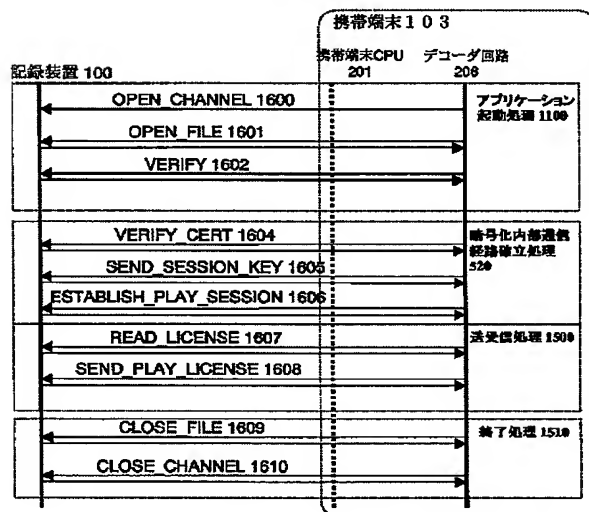 携帯端末103
携帯端末CPU
201
デコーダ回路
206
記録装置 100
OPEN_CHANNEL 1600
アプリケーション
起動処理 1100
OPEN_FILE 1601
VERIFY 1602
VERIFY_CERT 1604
暗号化内部通信
経路確立処理
520
SEND_SESSION_KEY 1605
ESTABLISH_PLAY_SESSION 1606
READ_LICENSE 1607
送受信処理 1500
SEND_PLAY_LICENSE 1608
CLOSE_FILE 1609
終了処理 1510
CLOSE_CHANNEL 1610